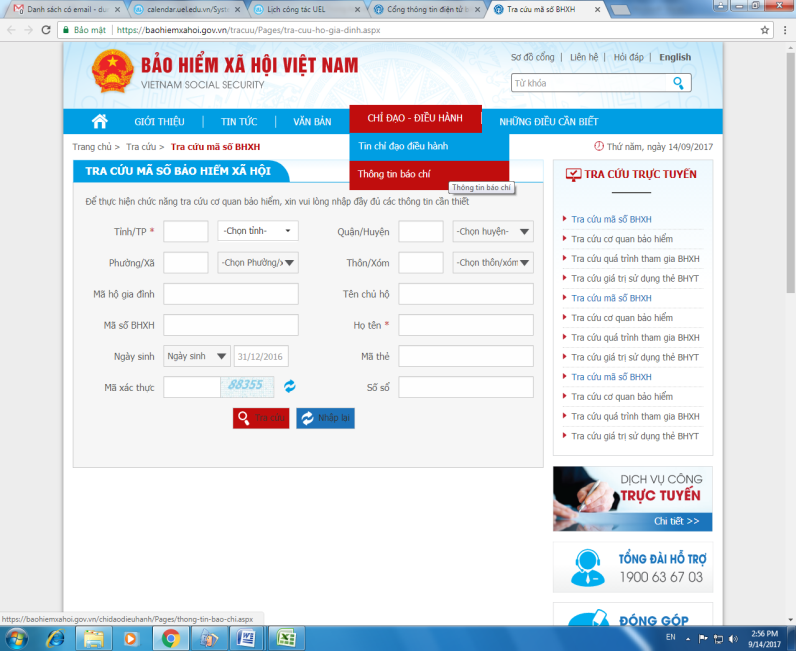 Danh sách có email - du
calendar.uel.edu.vn/Syst
Lịch công tác UEL
Cổng thông tin điện tử b
Tra cứu mã số BHXH
Bảo mật | https://baohiemxahoi.gov.vn/tracuu/Pages/tra-cuu-ho-gia-dinh.aspx
BẢO HIỂM XÃ HỘI VIỆT NAM
VIETNAM SOCIAL SECURITY
Sơ đồ cổng | Liên hệ | Hỏi đáp | English
Từ khóa
GIỚI THIỆU | TIN TỨC | VĂN BẢN
CHỈ ĐẠO - ĐIỀU HÀNH
NHỮNG ĐIỀU CẦN BIẾT
Tin chỉ đạo điều hành
Thông tin báo chí
Thông tin báo chí
Trang chủ > Tra cứu > Tra cứu mã số BHXH
Thứ năm, ngày 14/09/2017
TRA CỨU MÃ SỐ BẢO HIỂM XÃ HỘI
Để thực hiện chức năng tra cứu cơ quan bảo hiểm, xin vui lòng nhập đầy đủ các thông tin cần thiết
Tỉnh/TP * -Chọn tỉnh- Quận/Huyện -Chọn huyện-
Phường/Xã -Chọn Phường/x Thôn/Xóm -Chọn thôn/xóm
Mã hộ gia đình Tên chủ hộ
Mã số BHXH Họ tên *
Ngày sinh Ngày sinh 31/12/2016 Mã thẻ
Mã xác thực 88355 Số sổ
Tra cứu Nhập lại
TRA CỨU TRỰC TUYẾN
Tra cứu mã số BHXH
Tra cứu cơ quan bảo hiểm
Tra cứu quá trình tham gia BHXH
Tra cứu giá trị sử dụng thẻ BHYT
Tra cứu mã số BHXH
Tra cứu cơ quan bảo hiểm
Tra cứu quá trình tham gia BHXH
Tra cứu giá trị sử dụng thẻ BHYT
Tra cứu mã số BHXH
Tra cứu cơ quan bảo hiểm
Tra cứu quá trình tham gia BHXH
Tra cứu giá trị sử dụng thẻ BHYT
DỊCH VỤ CÔNG
TRỰC TUYẾN
Chi tiết >>
TỔNG ĐÀI HỖ TRỢ
1900 63 67 03
ĐÓNG GÓP
https://baohiemxahoi.gov.vn/chidaodieuhanh/Pages/thong-tin-bao-chi.aspx
EN
2:56 PM
9/14/2017